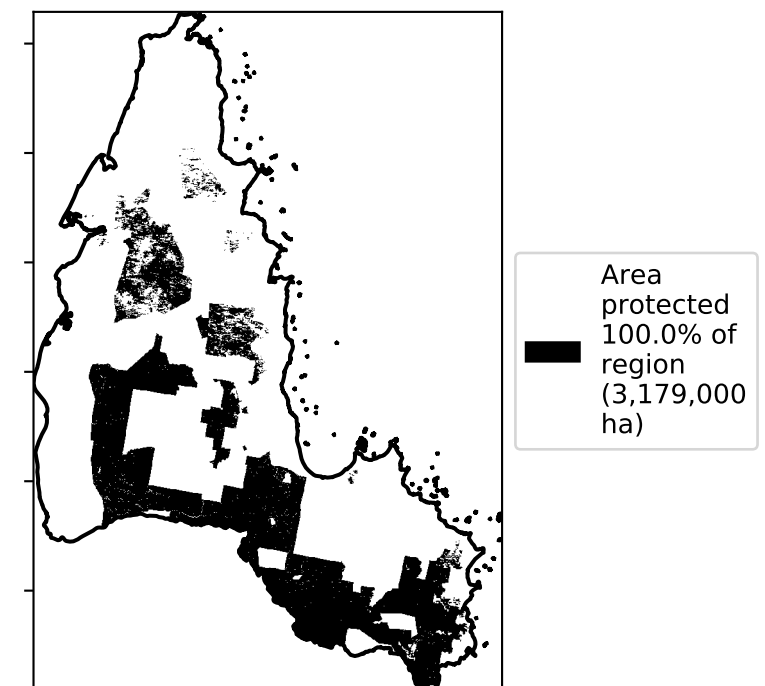 Area
protected
100.0% of
region
(3,179,000
ha)